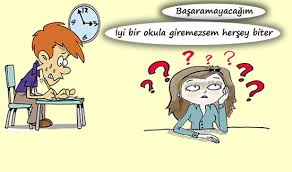 Başaramayacağım
Iyi bir okula giremezsem herşey biter